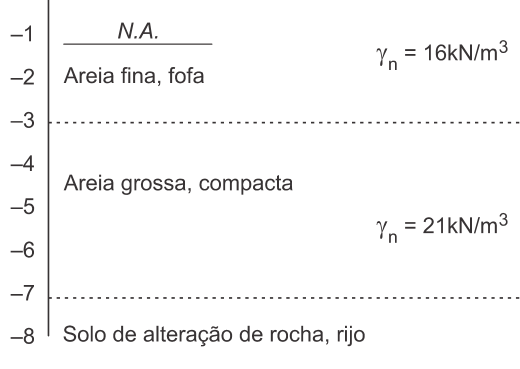 –1
N.A.
γn = 16kN/m³
–2
Areia fina, fofa
–3
–4
Areia grossa, compacta
–5
γn = 21kN/m³
–6
–7
–8
Solo de alteração de rocha, rijo